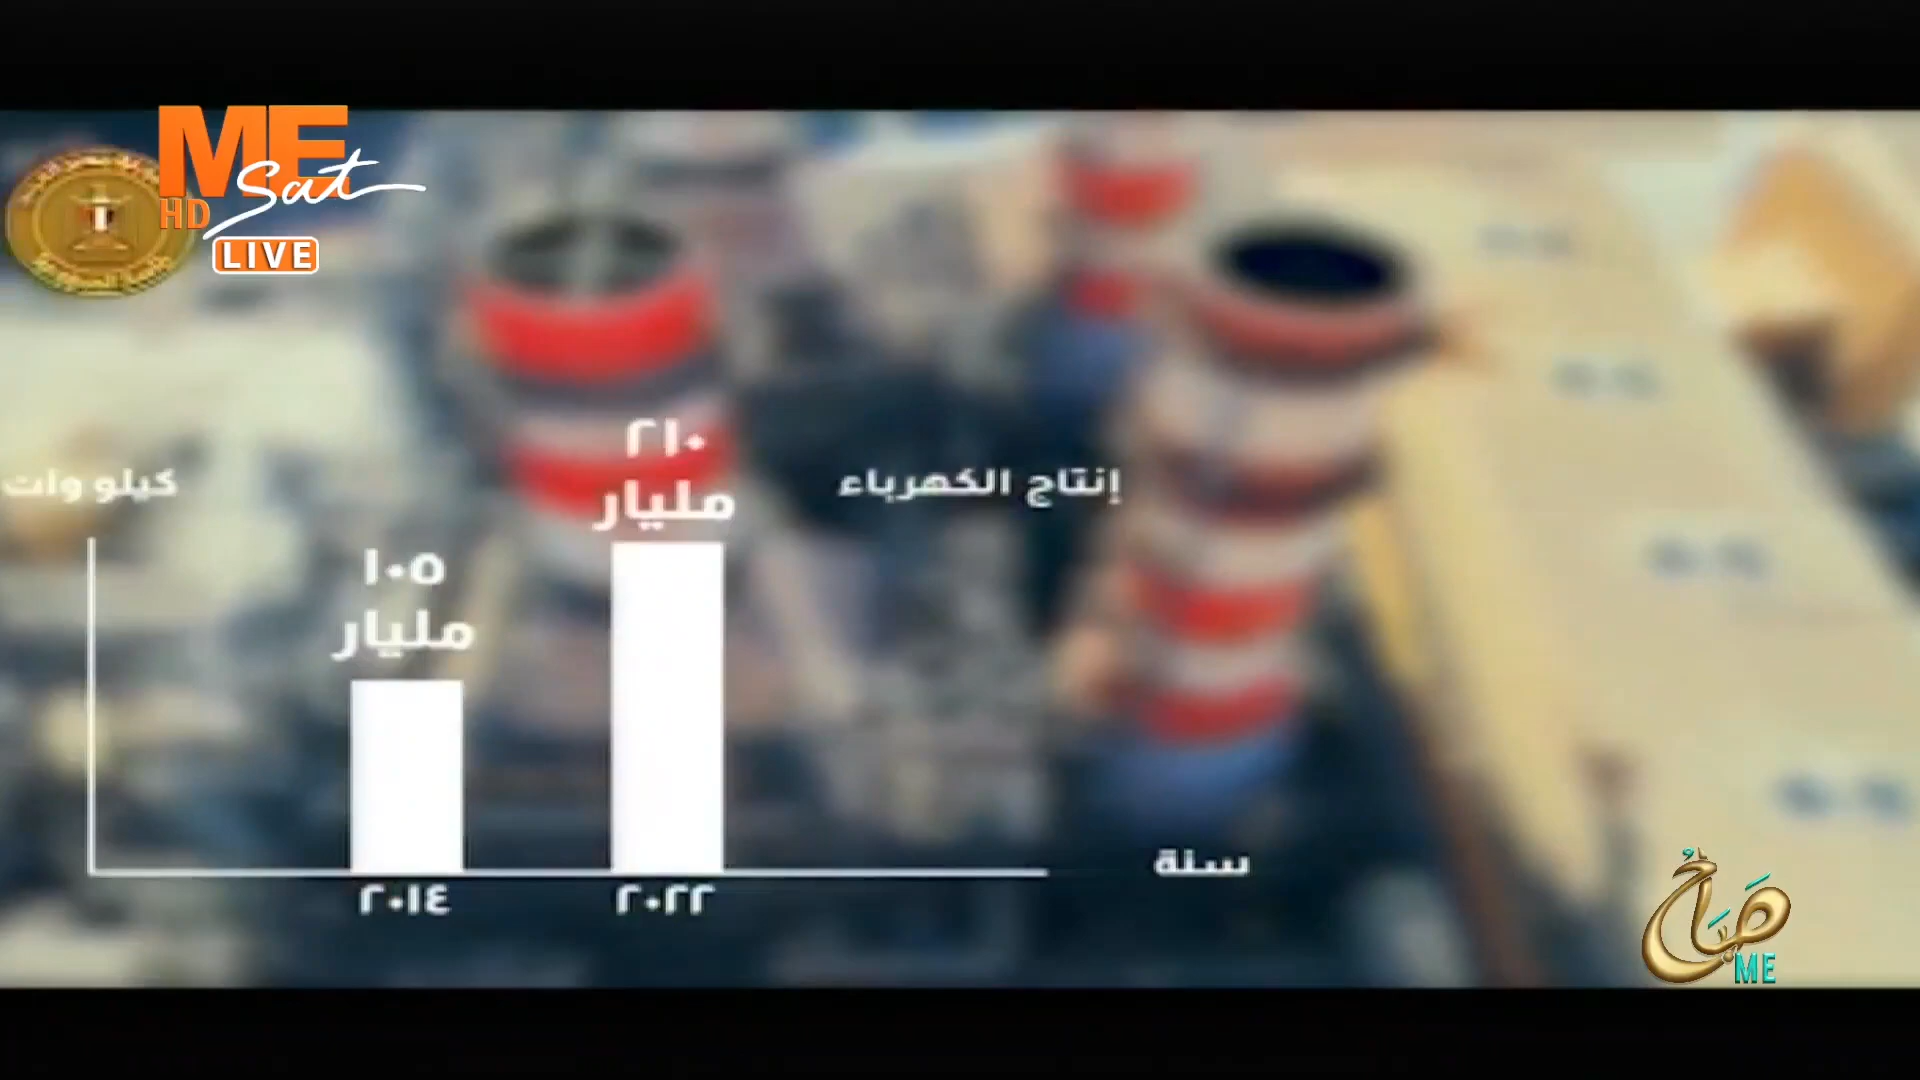 ME
Sat
HD
LIVE
كيلو وات
إنتاج الكهرباء
٢١٠
مليار
١٠٥
مليار
سنة
٢٠١٤
٢٠٢٢
صباح
ME